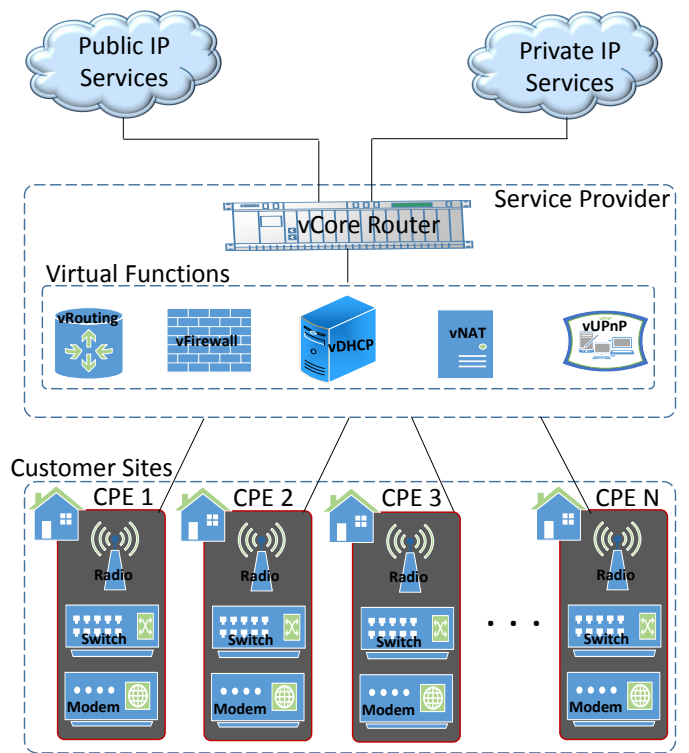 Public IP
Services
Private IP
Services
Service Provider
vCore Router
Virtual Functions
vRouting
vFirewall
vDHCP
vNAT
vUPnP
Customer Sites
CPE 1
CPE 2
CPE 3
CPE N
Radio
Radio
Radio
Radio
Switch
Switch
Switch
. . .
Switch
Modem
Modem
Modem
Modem